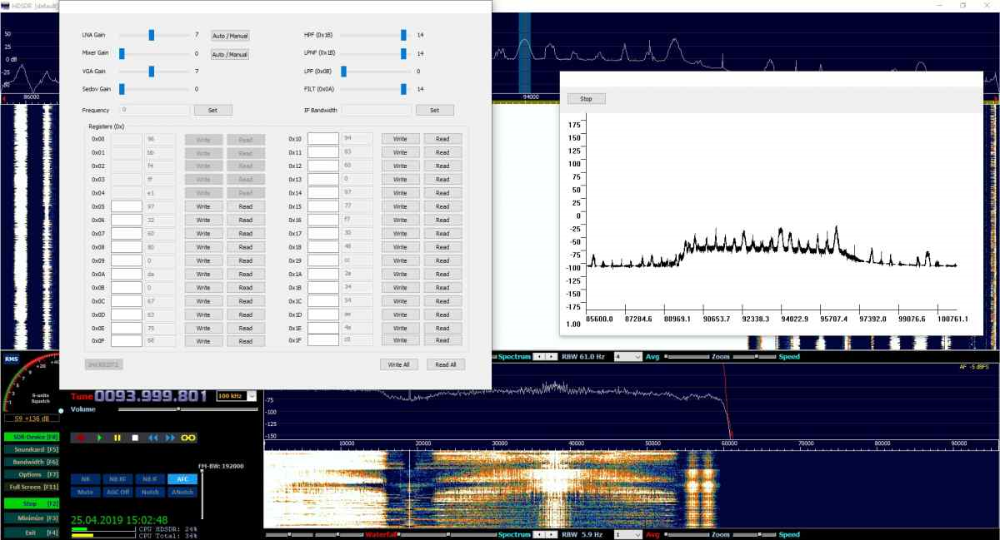 HDSDR [default]
LNA Gain 7 Auto / Manual HPF (0x1B) 14
Mixer Gain 0 Auto / Manual LPNF (0x1B) 14
VGA Gain 7 LPF (0x0B) 0
Sedov Gain 0 FILT (0x0A) 14
Frequency 0 Set IF Bandwidth Set
Registers (0x)
0x00 96 Write Read 0x10 94 Write Read
0x01 bb Write Read 0x11 83 Write Read
0x02 f4 Write Read 0x12 60 Write Read
0x03 ff Write Read 0x13 0 Write Read
0x04 e1 Write Read 0x14 97 Write Read
0x05 97 Write Read 0x15 77 Write Read
0x06 32 Write Read 0x16 f7 Write Read
0x07 60 Write Read 0x17 30 Write Read
0x08 80 Write Read 0x18 48 Write Read
0x09 0 Write Read 0x19 cc Write Read
0x0A da Write Read 0x1A 2e Write Read
0x0B 0 Write Read 0x1B 34 Write Read
0x0C 67 Write Read 0x1C 54 Write Read
0x0D 63 Write Read 0x1D ae Write Read
0x0E 75 Write Read 0x1E 4e Write Read
0x0F 68 Write Read 0x1F c0 Write Read
Write All Read All
50
25
0 dB
-25
86000
94000
Stop
175
150
125
100
75
50
25
0
-25
-50
-75
-100
-125
-150
-175
1.00
85600.0 87284.6 88969.1 90653.7 92338.3 94022.9 95707.4 97392.0 99076.6 100761.1
Spectrum RBW 61.0 Hz 4 Avg Zoom Speed
RMS
S-units
Squelch
S9 +136 dB
Tune 0093.999.801 100 kHz
Volume
AF -5 dBFS
-75
-100
-125
-150
0 10000 20000 30000 40000 50000 60000 70000 80000 90000
SDR-Device [F8]
Soundcard [F5]
Bandwidth [F6]
Options [F7]
Full Screen [F11]
Stop [F2]
Minimize [F3]
Exit [F4]
FM-BW: 192000
NR NB RF NB IF AFC
Mute AGC Off Notch ANotch
25.04.2019 15:02:48
CPU HDSDR: 24%
CPU Total: 34%
Waterfall Spectrum RBW 5.9 Hz 1 Avg Zoom Speed